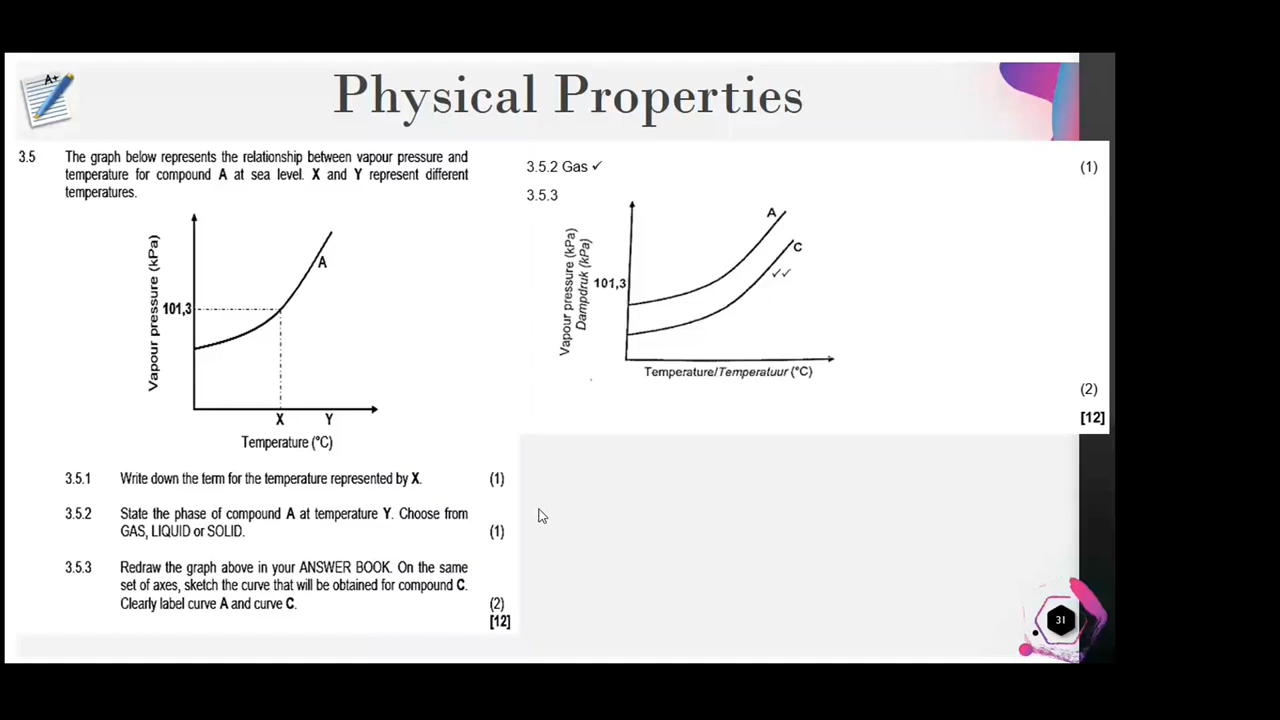 A+
Physical Properties
3.5 The graph below represents the relationship between vapour pressure and
temperature for compound A at sea level. X and Y represent different
temperatures.
Vapour pressure (kPa)
A
101,3
X Y
Temperature (°C)
3.5.1 Write down the term for the temperature represented by X. (1)
3.5.2 State the phase of compound A at temperature Y. Choose from
GAS, LIQUID or SOLID. (1)
3.5.3 Redraw the graph above in your ANSWER BOOK. On the same
set of axes, sketch the curve that will be obtained for compound C.
Clearly label curve A and curve C. (2)
[12]
3.5.2 Gas ✓ (1)
3.5.3
Vapour pressure (kPa)
Dampdruk (kPa)
A
C
✓✓
101,3
Temperature/Temperatuur (°C)
(2)
[12]
31